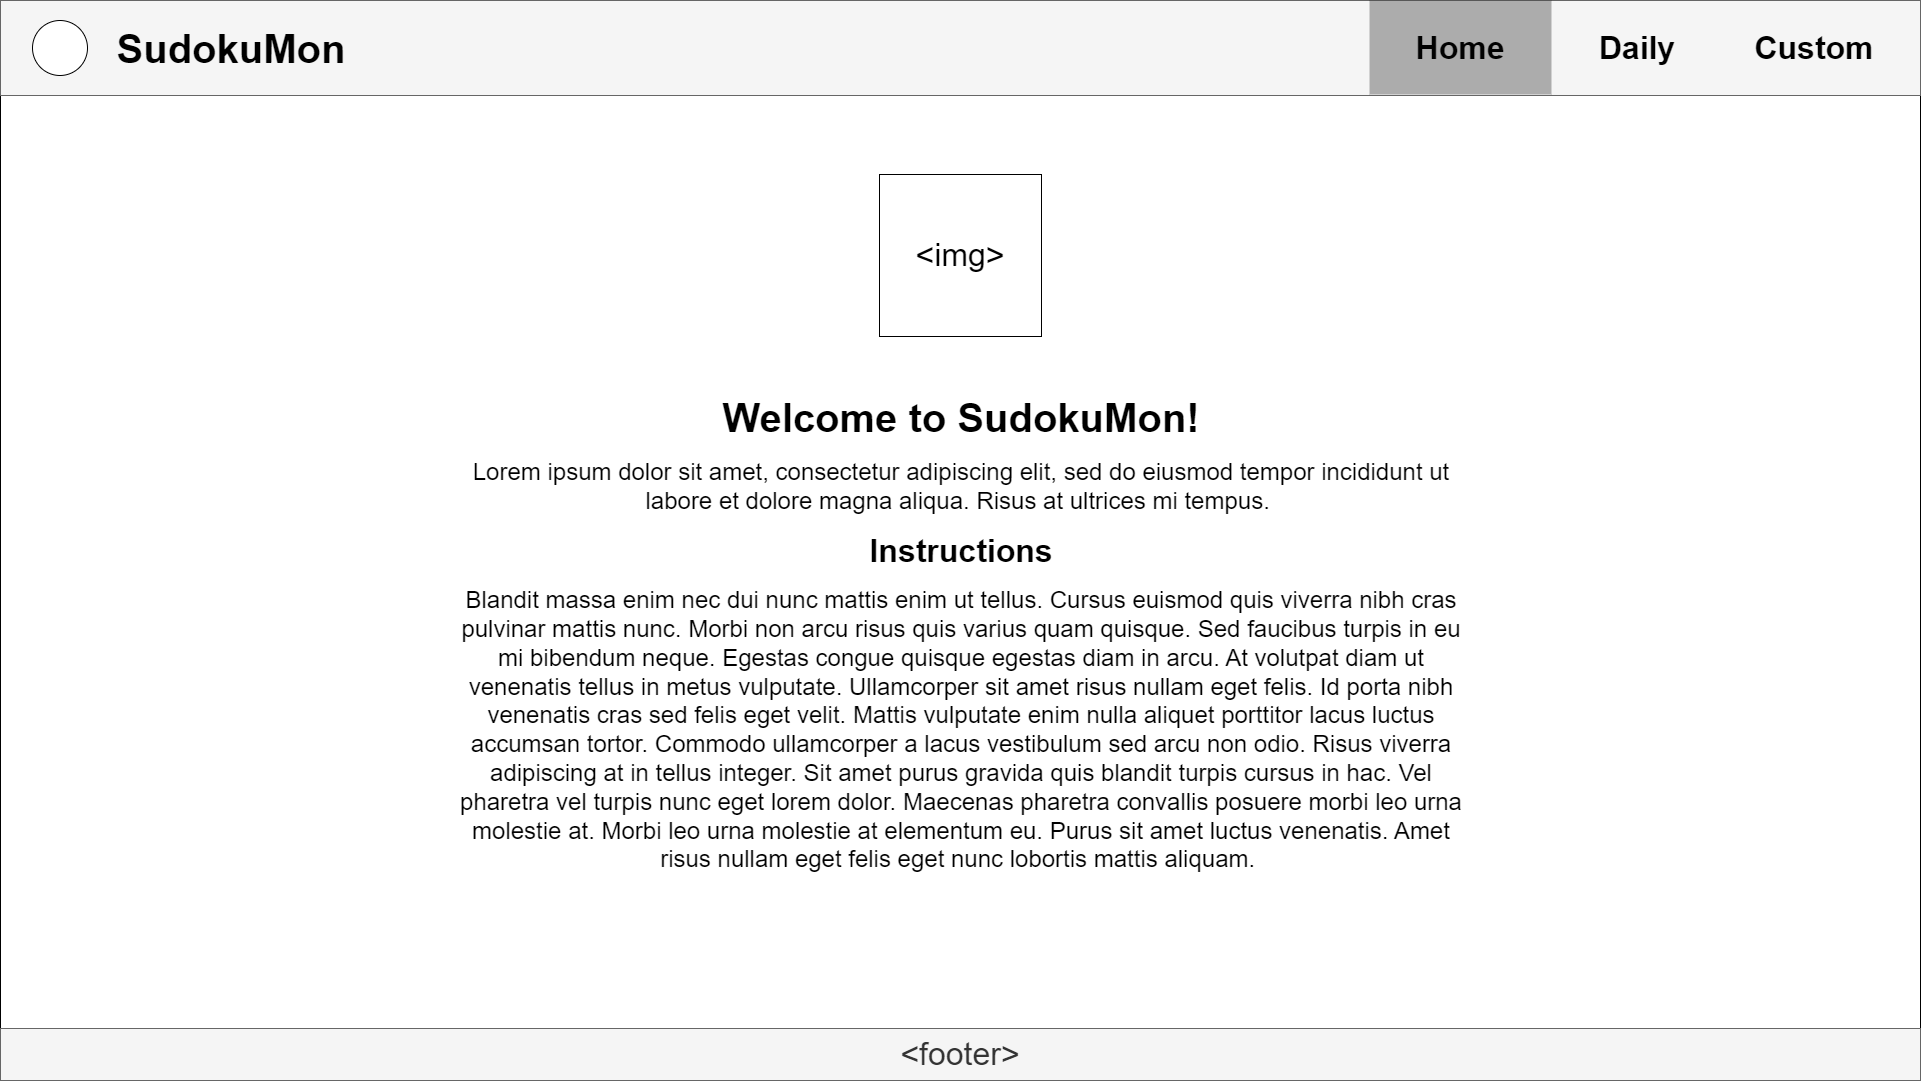 SudokuMon
Home
Daily
Custom
<img>
Welcome to SudokuMon!
Lorem ipsum dolor sit amet, consectetur adipiscing elit, sed do eiusmod tempor incididunt ut
labore et dolore magna aliqua. Risus at ultrices mi tempus.
Instructions
Blandit massa enim nec dui nunc mattis enim ut tellus. Cursus euismod quis viverra nibh cras
pulvinar mattis nunc. Morbi non arcu risus quis varius quam quisque. Sed faucibus turpis in eu
mi bibendum neque. Egestas congue quisque egestas diam in arcu. At volutpat diam ut
venenatis tellus in metus vulputate. Ullamcorper sit amet risus nullam eget felis. Id porta nibh
venenatis cras sed felis eget velit. Mattis vulputate enim nulla aliquet porttitor lacus luctus
accumsan tortor. Commodo ullamcorper a lacus vestibulum sed arcu non odio. Risus viverra
adipiscing at in tellus integer. Sit amet purus gravida quis blandit turpis cursus in hac. Vel
pharetra vel turpis nunc eget lorem dolor. Maecenas pharetra convallis posuere morbi leo urna
molestie at. Morbi leo urna molestie at elementum eu. Purus sit amet luctus venenatis. Amet
risus nullam eget felis eget nunc lobortis mattis aliquam.
<footer>